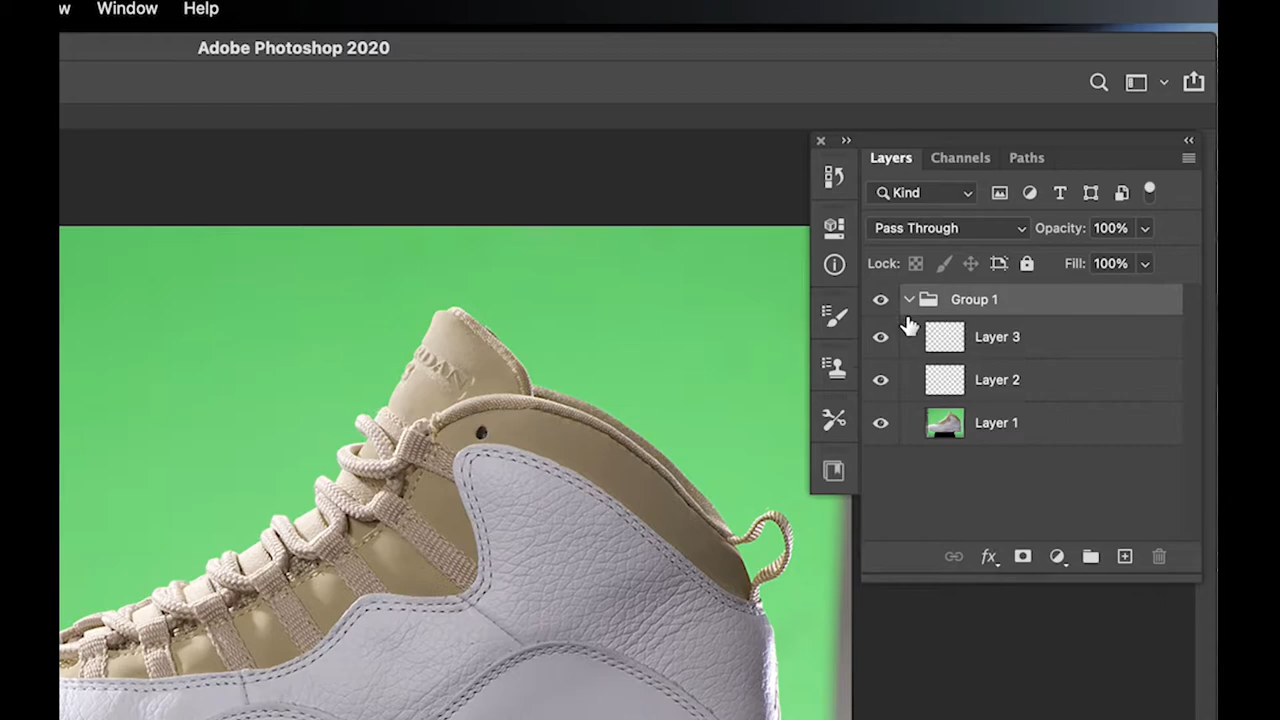 w Window Help
Adobe Photoshop 2020
Layers Channels Paths
Kind
Pass Through Opacity: 100%
Lock: Fill: 100%
Group 1
Layer 3
Layer 2
Layer 1
fx